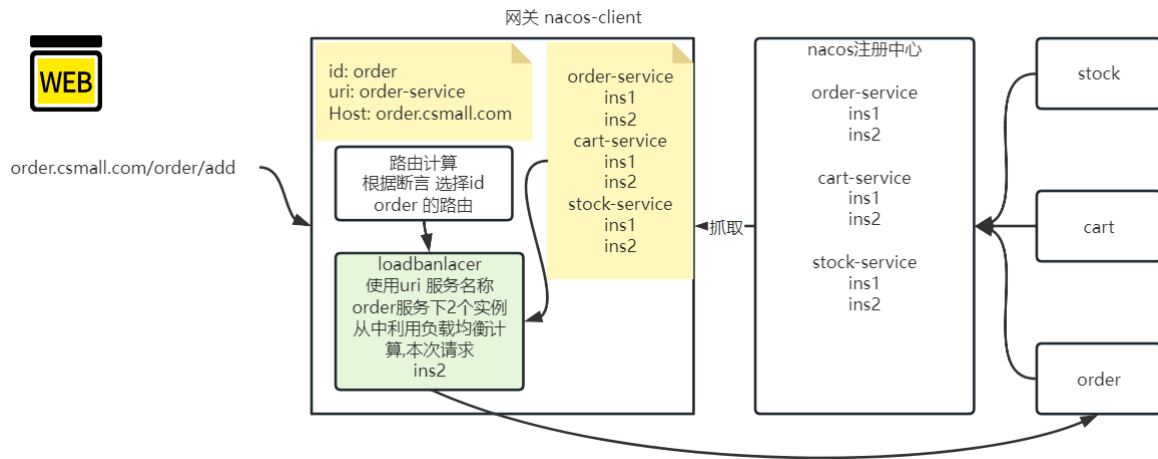 网关 nacos-client
WEB
order.csmall.com/order/add
id: order
uri: order-service
Host: order.csmall.com
路由计算
根据断言 选择id
order 的路由
loadbanlacer
使用uri 服务名称
order服务下2个实例
从中利用负载均衡计
算,本次请求
ins2
order-service
ins1
ins2
cart-service
ins1
ins2
stock-service
ins1
ins2
抓取
nacos注册中心
order-service
ins1
ins2
cart-service
ins1
ins2
stock-service
ins1
ins2
stock
cart
order